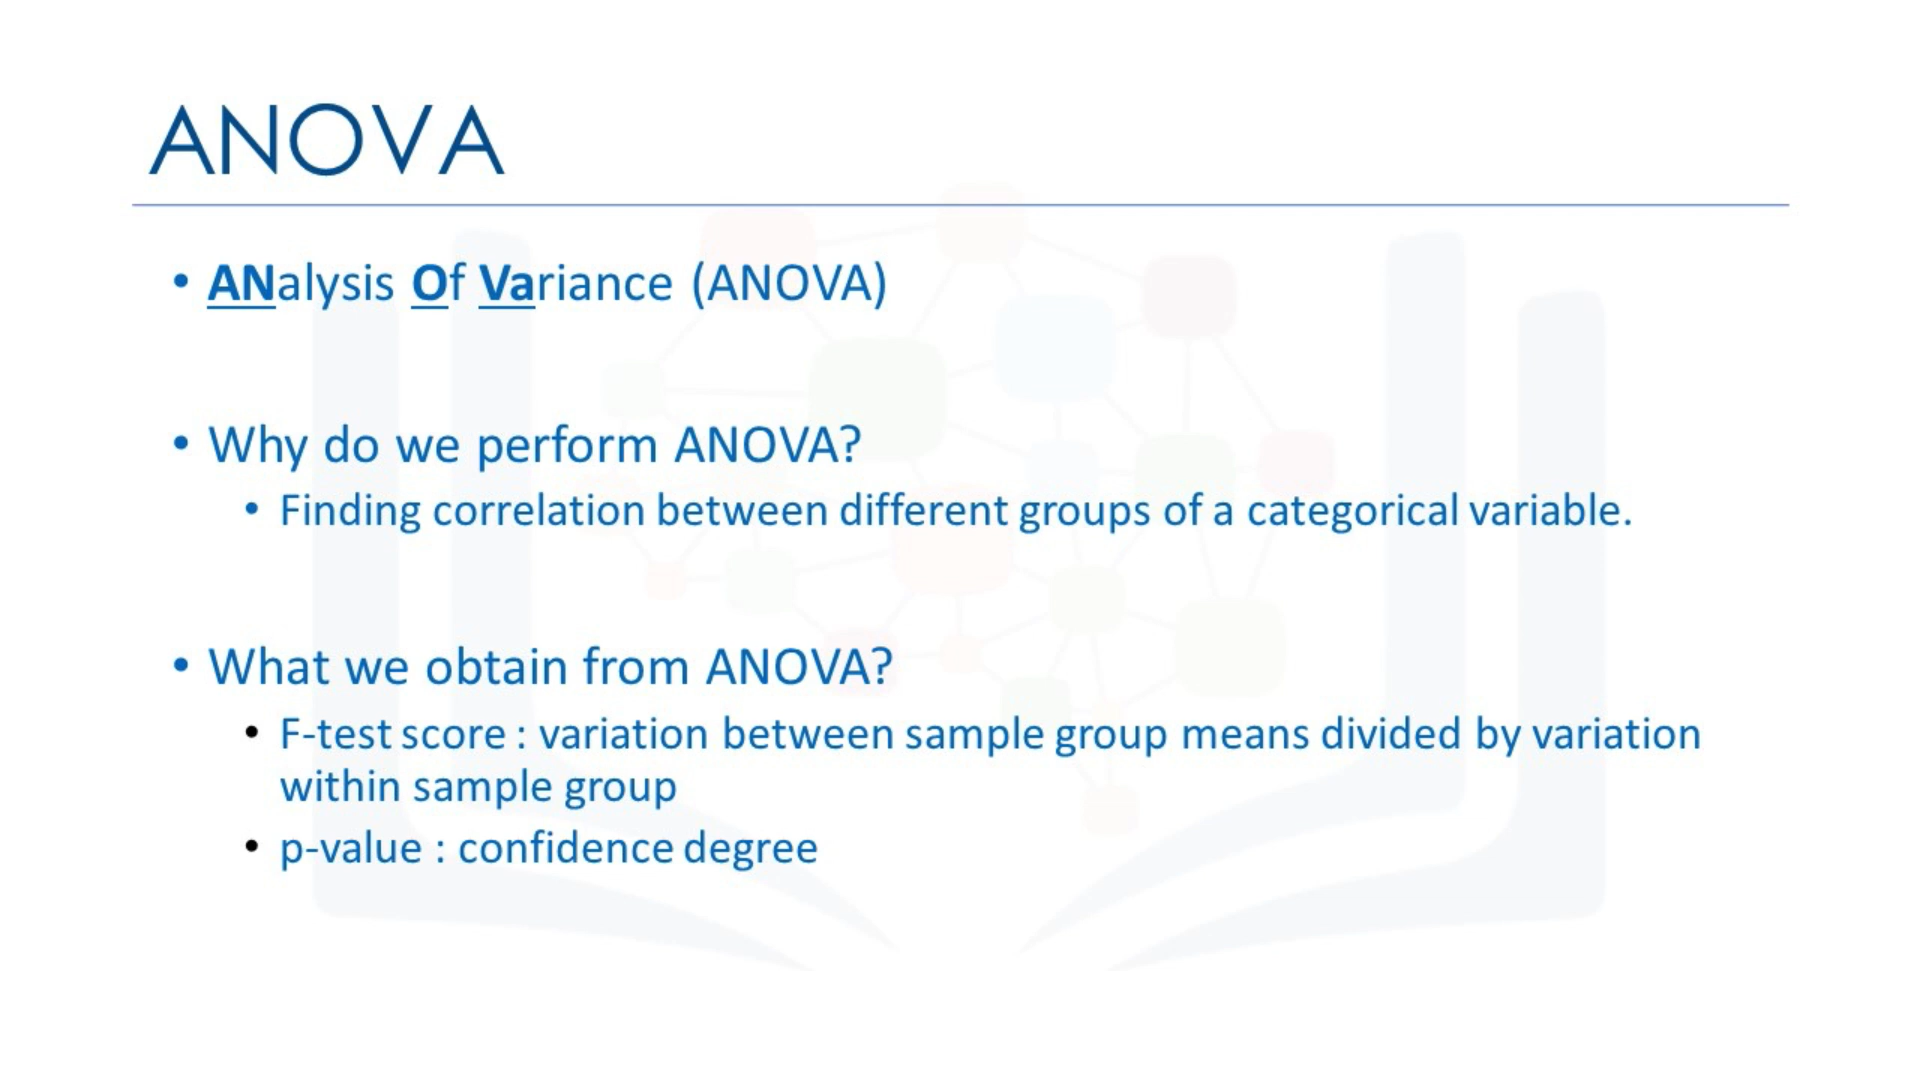 ANOVA
• ANalysis Of Variance (ANOVA)
• Why do we perform ANOVA?
• Finding correlation between different groups of a categorical variable.
• What we obtain from ANOVA?
• F-test score : variation between sample group means divided by variation
within sample group
• p-value : confidence degree